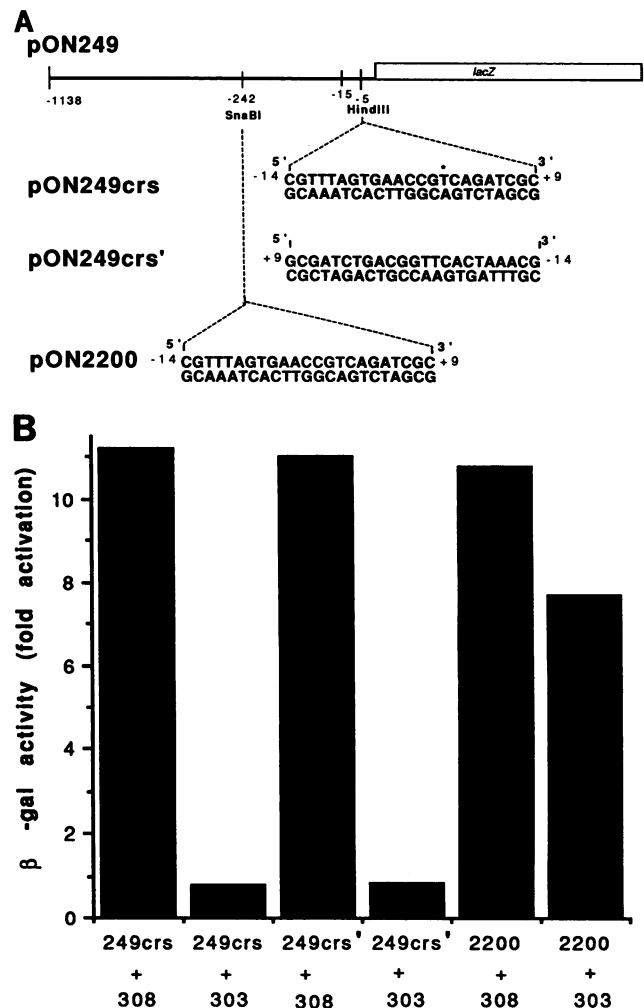 A
pON249
lacZ
-1138
-242
-15
-5
SnaBI
HindIII
5' 3'
pON249crs
-14 CGTTTAGTGAACCGT*CAGATCGC +9
GCAAATCACTTGGCAGTCTAGCG
5' 3'
pON249crs'
+9 GCGATCTGACGGTTCACTAAACG -14
CGCTAGACTGCCAAGTGATTTGC
5' 3'
pON2200
-14 CGTTTAGTGAACCGTCAGATCGC +9
GCAAATCACTTGGCAGTCTAGCG
B
β -gal activity (fold activation)
10
8
6
4
2
0
249crs 249crs 249crs' 249crs' 2200 2200
+ + + + + +
308 303 308 303 308 303